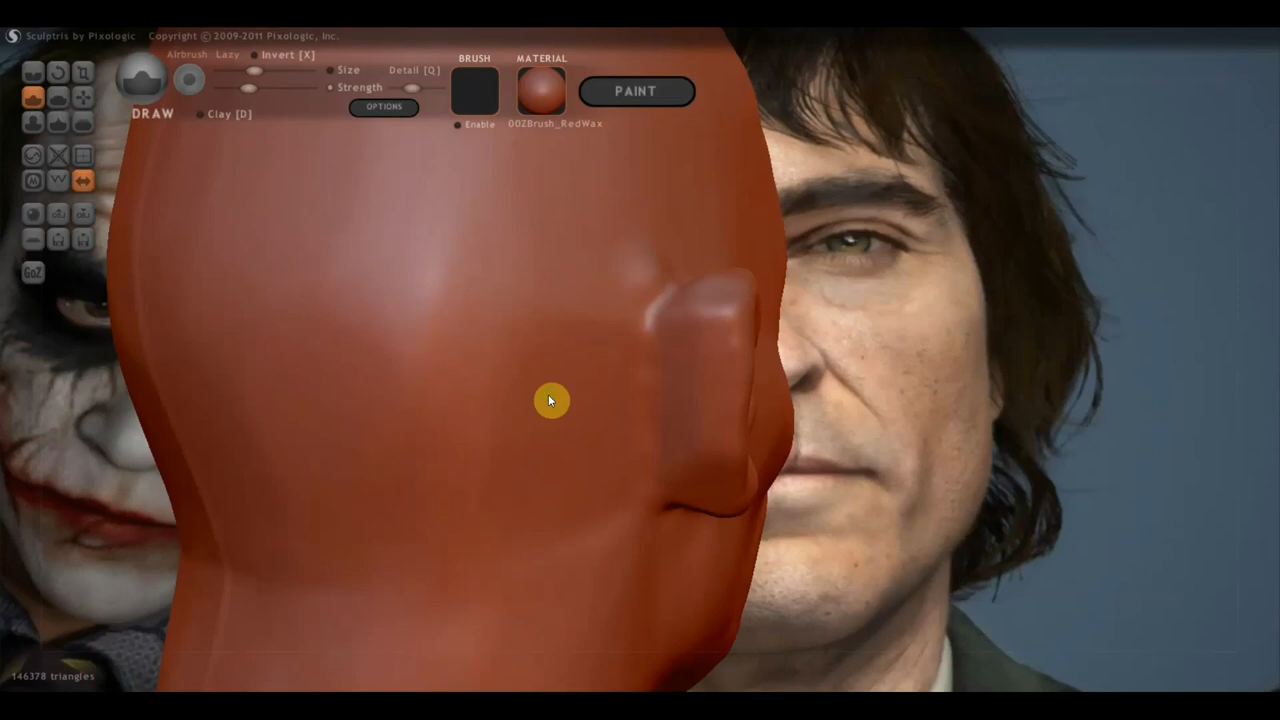 Sculptris by Pixologic Copyright © 2009-2011 Pixologic, Inc.
Airbrush Lazy Invert [X]
Size Detail [Q]
Strength
OPTIONS
DRAW Clay [D]
BRUSH
Enable
MATERIAL
00ZBrush_RedWax
PAINT
GoZ
146378 triangles